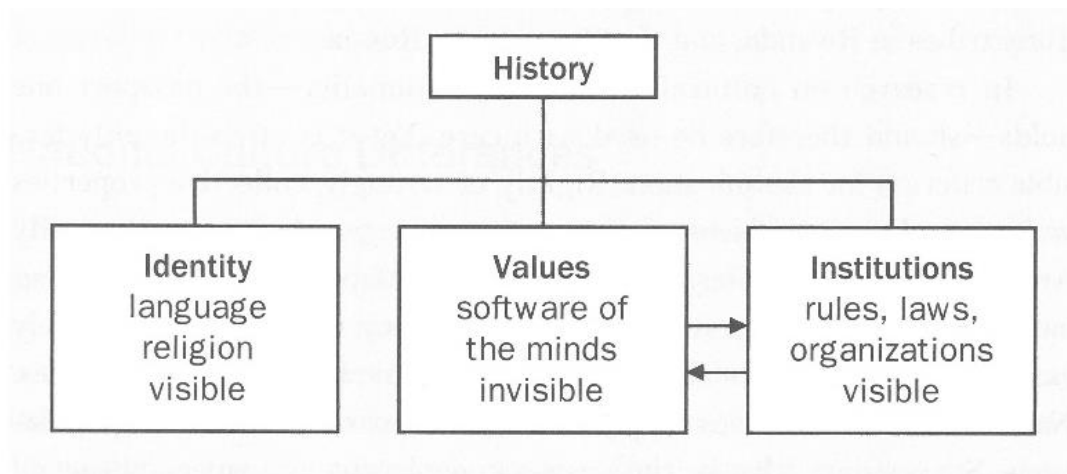 History
Identity
language
religion
visible
Values
software of
the minds
invisible
Institutions
rules, laws,
organizations
visible